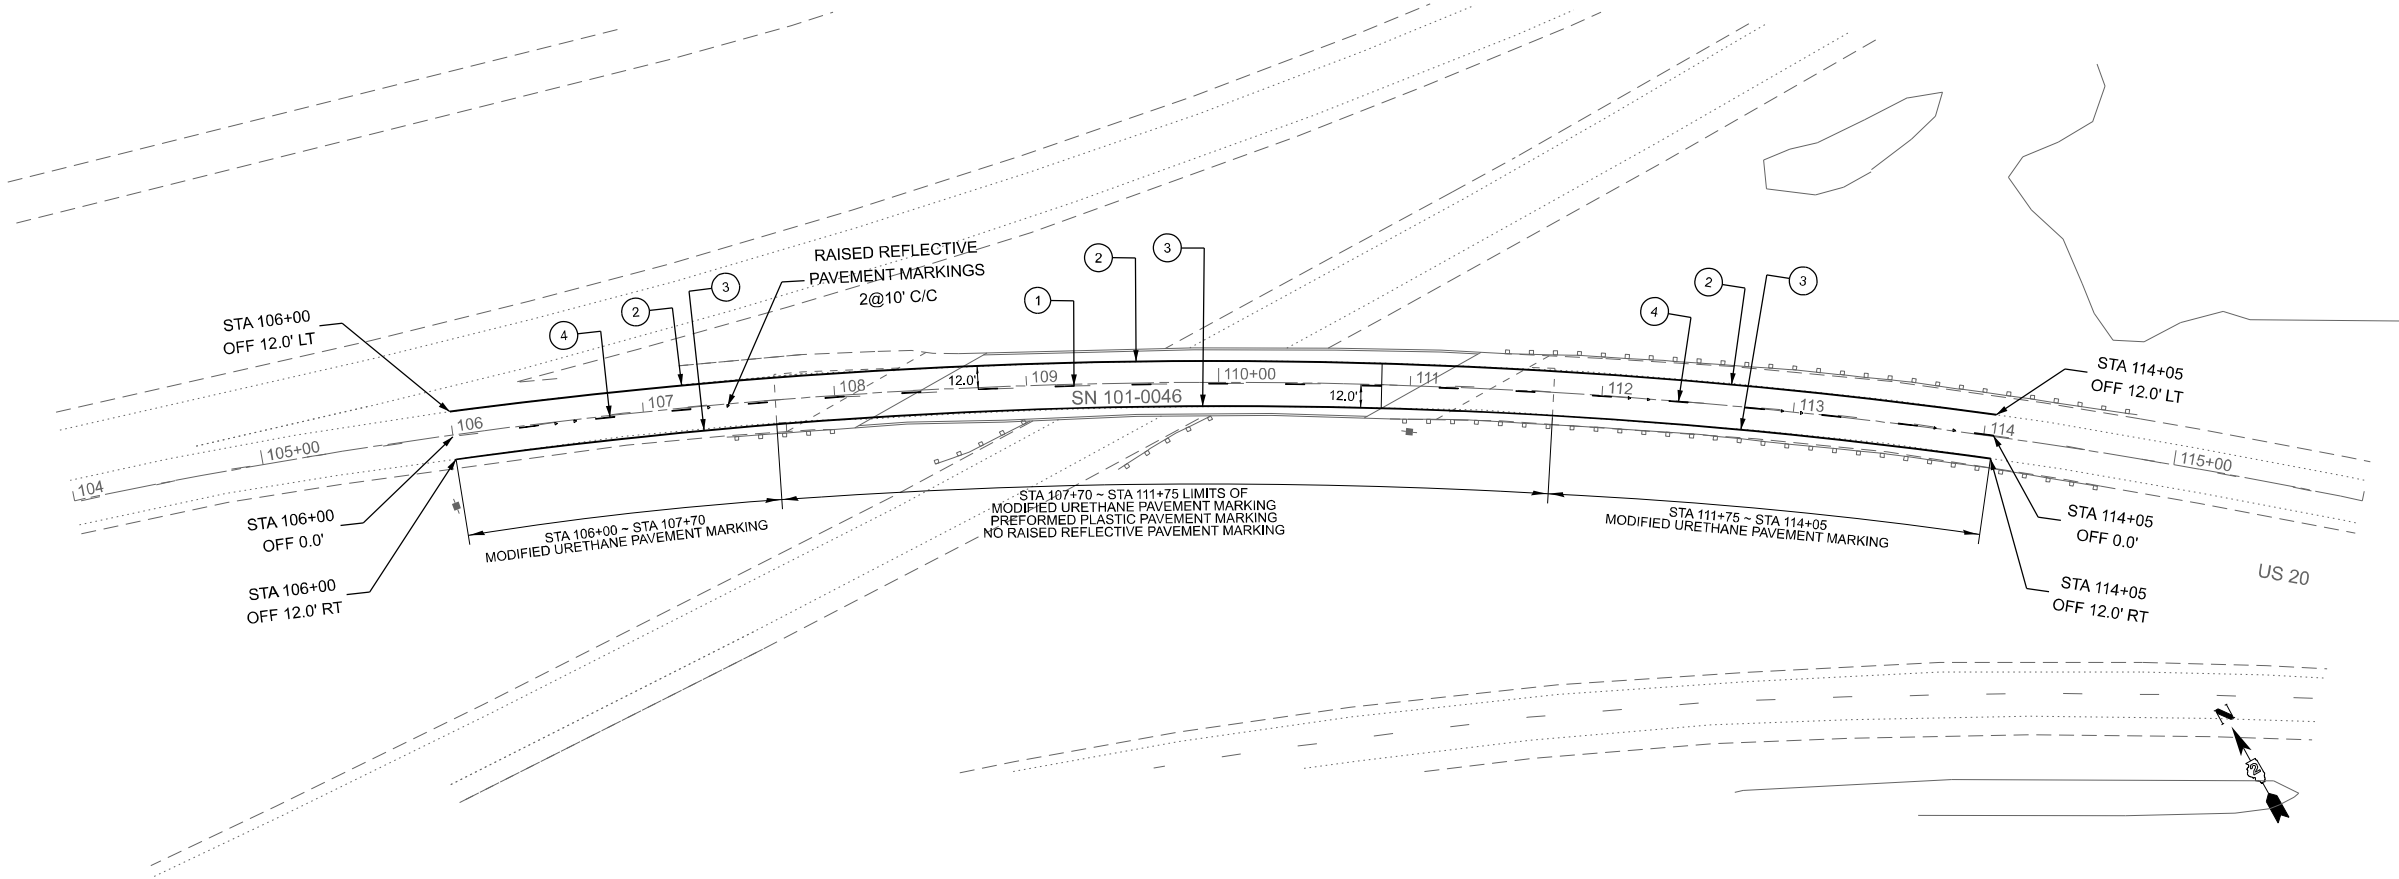 RAISED REFLECTIVE
PAVEMENT MARKINGS
2@10' C/C
3
2
1
2
3
4
2
3
4
STA 106+00
OFF 12.0' LT
STA 114+05
OFF 12.0' LT
104
105+00
106
107
108
109
110+00
111
112
113
114
115+00
12.0'
12.0'
SN 101-0046
STA 106+00
OFF 0.0'
STA 106+00
OFF 12.0' RT
STA 106+00 ~ STA 107+70
MODIFIED URETHANE PAVEMENT MARKING
STA 107+70 ~ STA 111+75 LIMITS OF
MODIFIED URETHANE PAVEMENT MARKING
PREFORMED PLASTIC PAVEMENT MARKING
NO RAISED REFLECTIVE PAVEMENT MARKING
STA 111+75 ~ STA 114+05
MODIFIED URETHANE PAVEMENT MARKING
STA 114+05
OFF 0.0'
STA 114+05
OFF 12.0' RT
US 20
N
2